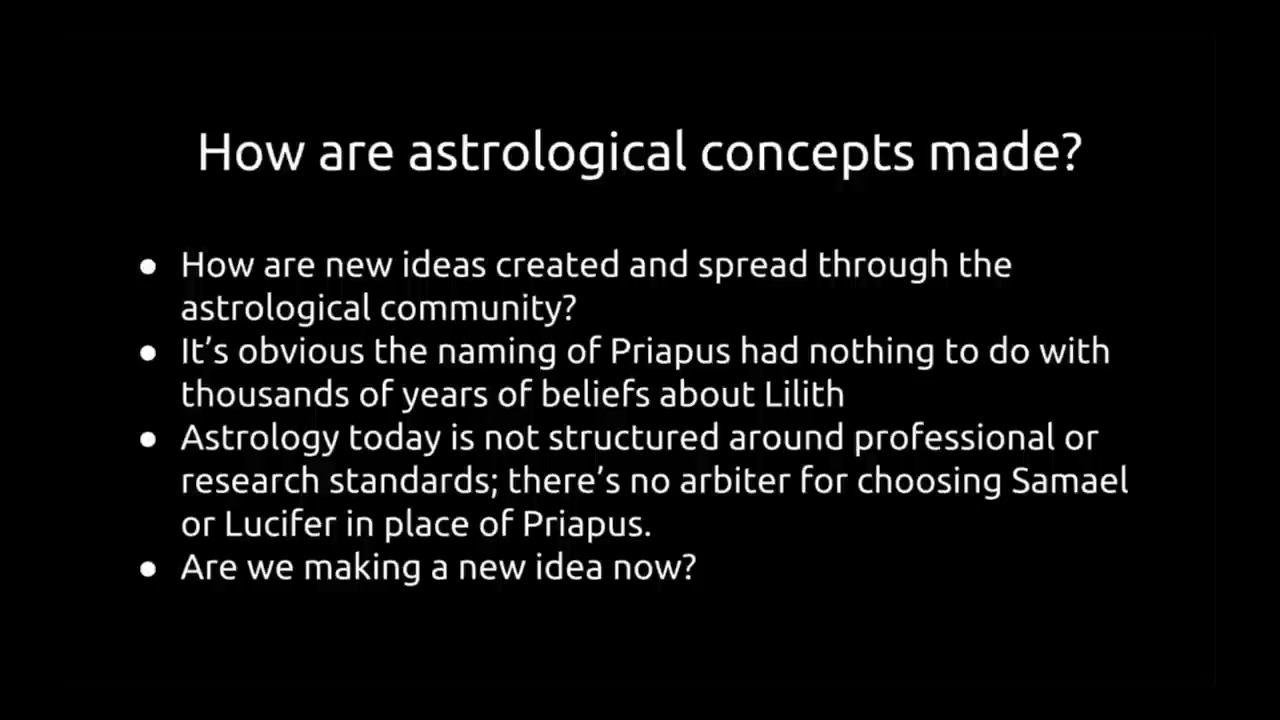 How are astrological concepts made?
● How are new ideas created and spread through the
astrological community?
● It’s obvious the naming of Priapus had nothing to do with
thousands of years of beliefs about Lilith
● Astrology today is not structured around professional or
research standards; there’s no arbiter for choosing Samael
or Lucifer in place of Priapus.
● Are we making a new idea now?